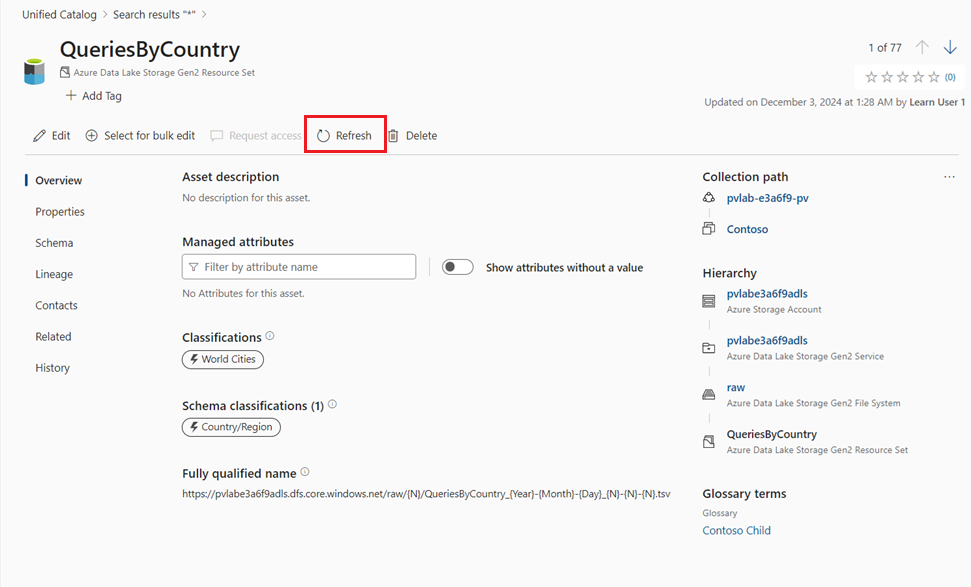 Unified Catalog > Search results "*" >
QueriesByCountry
1 of 77
Azure Data Lake Storage Gen2 Resource Set
(0)
Add Tag
Updated on December 3, 2024 at 1:28 AM by Learn User 1
Edit Select for bulk edit Request access Refresh Delete
Overview
Properties
Schema
Lineage
Contacts
Related
History
Asset description
No description for this asset.
Managed attributes
Filter by attribute name Show attributes without a value
No Attributes for this asset.
Classifications
World Cities
Schema classifications (1)
Country/Region
Fully qualified name
https://pvlabe3a6f9adls.dfs.core.windows.net/raw/{N}/QueriesByCountry_{Year}-{Month}-{Day}_{N}-{N}-{N}.tsv
Collection path ...
pvlab-e3a6f9-pv
Contoso
Hierarchy
pvlabe3a6f9adls
Azure Storage Account
pvlabe3a6f9adls
Azure Data Lake Storage Gen2 Service
raw
Azure Data Lake Storage Gen2 File System
QueriesByCountry
Azure Data Lake Storage Gen2 Resource Set
Glossary terms
Glossary
Contoso Child